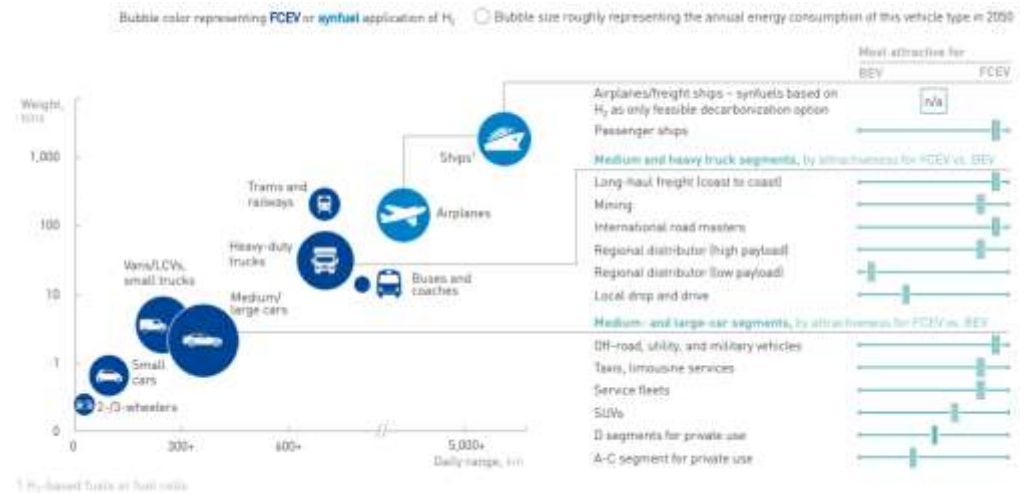 Bubble color representing FCEV or synfuel application of H₂
Bubble size roughly representing the annual energy consumption of this vehicle type in 2050
Most attractive for
BEV FCEV
Weight,
tons
1,000
100
10
1
0
0 300+ 600+ 5,000+
Daily range, km
Ships¹
Airplanes
Trams and
railways
Heavy-duty
trucks
Buses and
coaches
Vans/LCVs,
small trucks
Medium/
large cars
Small
cars
2-/3-wheelers
Airplanes/freight ships – synfuels based on
H₂ as only feasible decarbonization option
n/a
Passenger ships
Medium and heavy truck segments, by attractiveness for FCEV vs. BEV
Long-haul freight (coast to coast)
Mining
International road masters
Regional distributor (high payload)
Regional distributor (low payload)
Local drop and drive
Medium- and large-car segments, by attractiveness for FCEV vs. BEV
Off-road, utility, and military vehicles
Taxis, limousine services
Service fleets
SUVs
D segments for private use
A-C segment for private use
1 H₂-based fuels or fuel cells